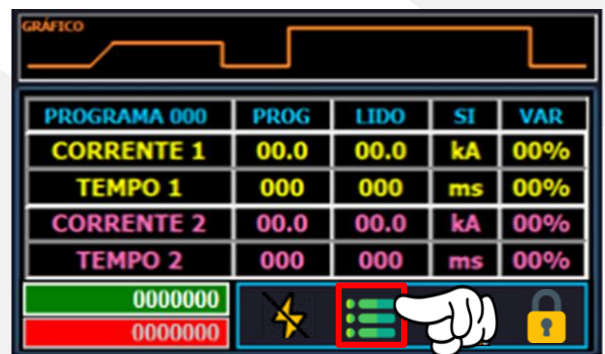 GRÁFICO
PROGRAMA 000 PROG LIDO SI VAR
CORRENTE 1 00.0 00.0 kA 00%
TEMPO 1 000 000 ms 00%
CORRENTE 2 00.0 00.0 kA 00%
TEMPO 2 000 000 ms 00%
0000000
0000000